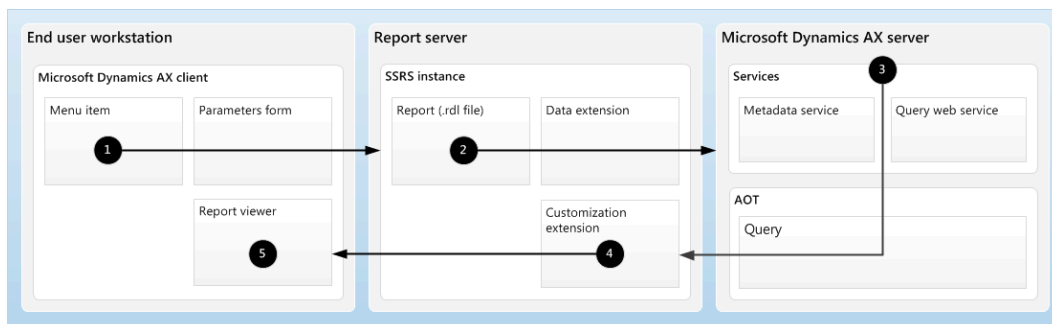 End user workstation
Microsoft Dynamics AX client
Menu item
Parameters form
1
Report viewer
5
Report server
SSRS instance
Report (.rdl file)
Data extension
2
Customization
extension
4
Microsoft Dynamics AX server
3
Services
Metadata service
Query web service
AOT
Query